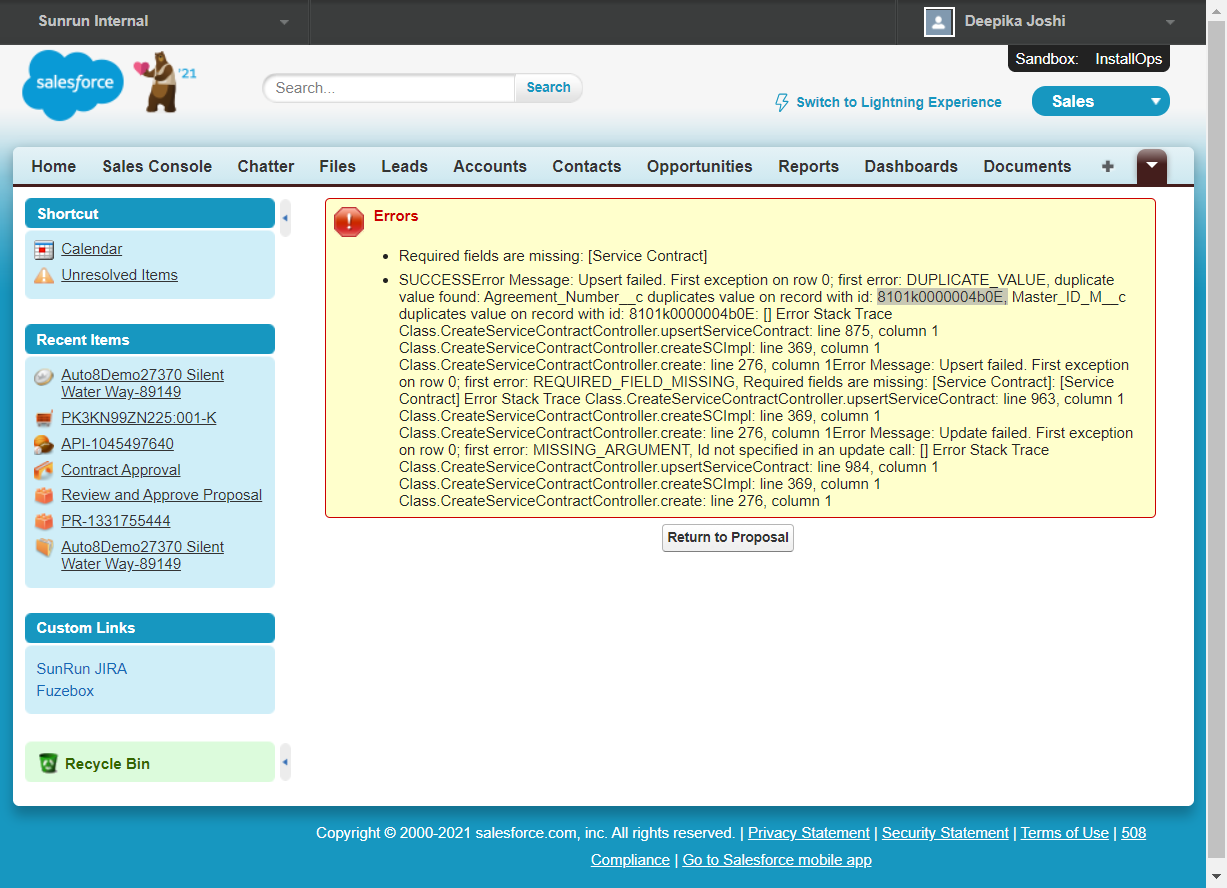 Sunrun Internal
Deepika Joshi
Sandbox: InstallOps
salesforce
'21
Search...
Search
Switch to Lightning Experience
Sales
Home Sales Console Chatter Files Leads Accounts Contacts Opportunities Reports Dashboards Documents +
Shortcut
Calendar
Unresolved Items
Recent Items
Auto8Demo27370 Silent
Water Way-89149
PK3KN99ZN225:001-K
API-1045497640
Contract Approval
Review and Approve Proposal
PR-1331755444
Auto8Demo27370 Silent
Water Way-89149
Custom Links
SunRun JIRA
Fuzebox
Recycle Bin
Errors
• Required fields are missing: [Service Contract]
• SUCCESSError Message: Upsert failed. First exception on row 0; first error: DUPLICATE_VALUE, duplicate
value found: Agreement_Number__c duplicates value on record with id: 8101k0000004b0E, Master_ID_M__c
duplicates value on record with id: 8101k0000004b0E: [] Error Stack Trace
Class.CreateServiceContractController.upsertServiceContract: line 875, column 1
Class.CreateServiceContractController.createSCImpl: line 369, column 1
Class.CreateServiceContractController.create: line 276, column 1Error Message: Upsert failed. First exception
on row 0; first error: REQUIRED_FIELD_MISSING, Required fields are missing: [Service Contract]: [Service
Contract] Error Stack Trace Class.CreateServiceContractController.upsertServiceContract: line 963, column 1
Class.CreateServiceContractController.createSCImpl: line 369, column 1
Class.CreateServiceContractController.create: line 276, column 1Error Message: Update failed. First exception
on row 0; first error: MISSING_ARGUMENT, Id not specified in an update call: [] Error Stack Trace
Class.CreateServiceContractController.upsertServiceContract: line 984, column 1
Class.CreateServiceContractController.createSCImpl: line 369, column 1
Class.CreateServiceContractController.create: line 276, column 1
Return to Proposal
Copyright © 2000-2021 salesforce.com, inc. All rights reserved. | Privacy Statement | Security Statement | Terms of Use | 508
Compliance | Go to Salesforce mobile app